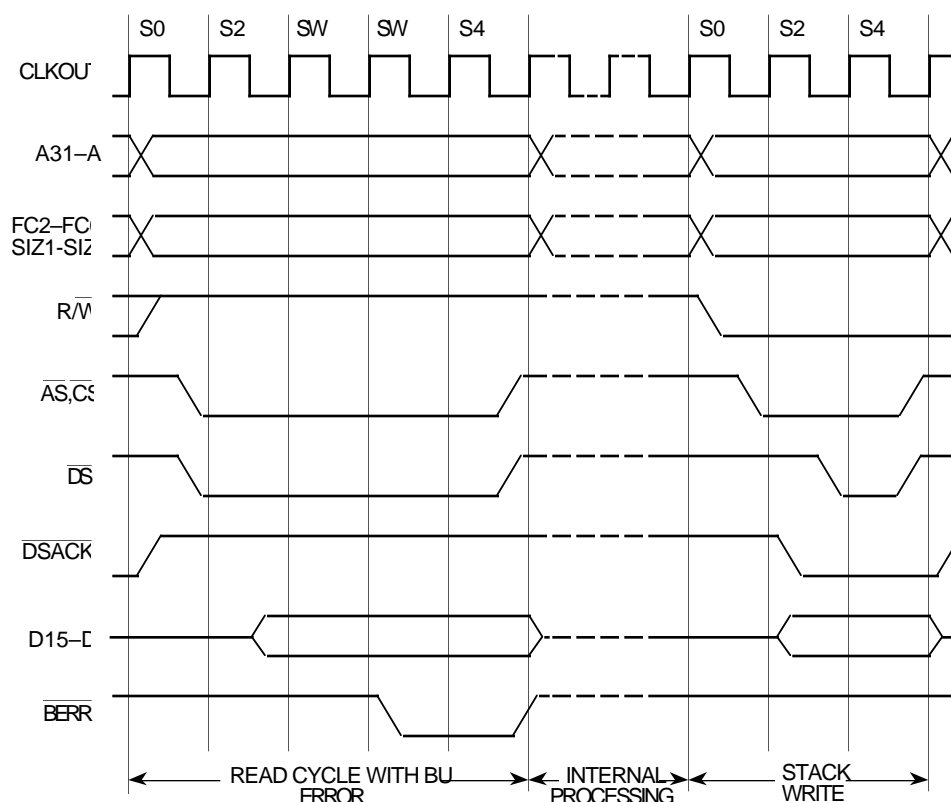 S0 S2 SW SW S4 S0 S2 S4
CLKOUT
A31–A
FC2–FC
SIZ1-SIZ
R/W
AS,CS
DS
DSACK
D15–D
BERR
READ CYCLE WITH BU
ERROR
INTERNAL
PROCESSING
STACK
WRITE